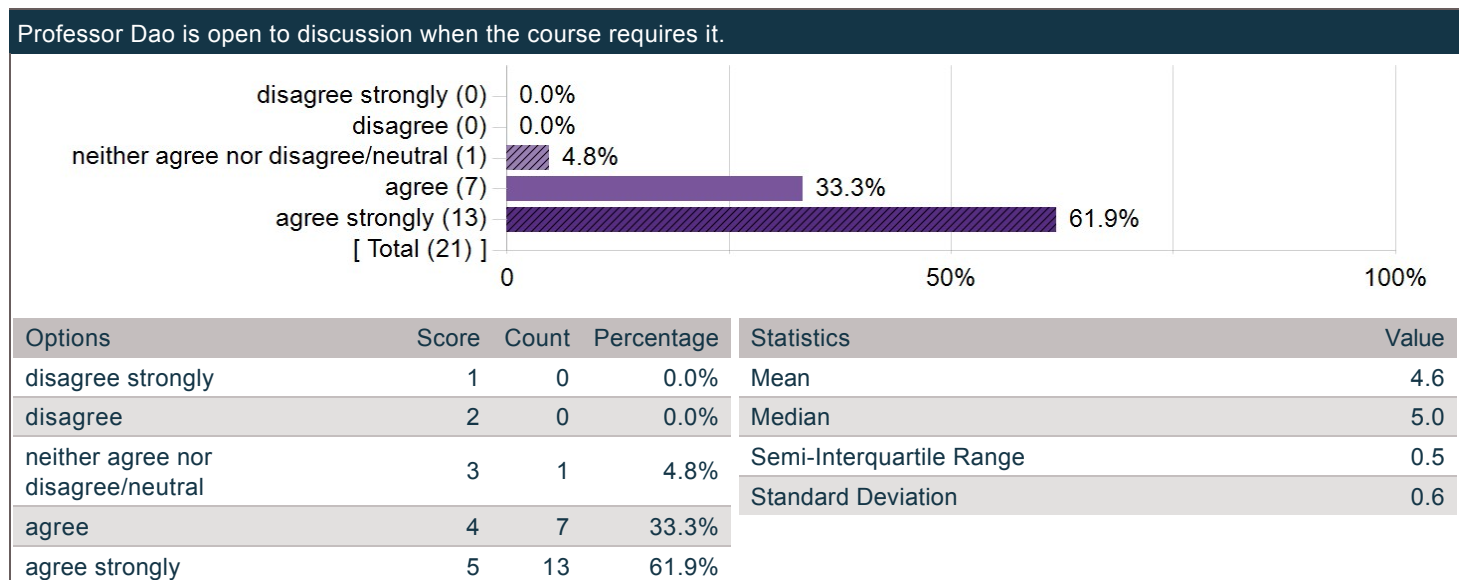 Professor Dao is open to discussion when the course requires it.
disagree strongly (0) 0.0%
disagree (0) 0.0%
neither agree nor disagree/neutral (1) 4.8%
agree (7) 33.3%
agree strongly (13) 61.9%
[ Total (21) ]
0 50% 100%
Options Score Count Percentage
disagree strongly 1 0 0.0%
disagree 2 0 0.0%
neither agree nor
disagree/neutral 3 1 4.8%
agree 4 7 33.3%
agree strongly 5 13 61.9%
Statistics Value
Mean 4.6
Median 5.0
Semi-Interquartile Range 0.5
Standard Deviation 0.6